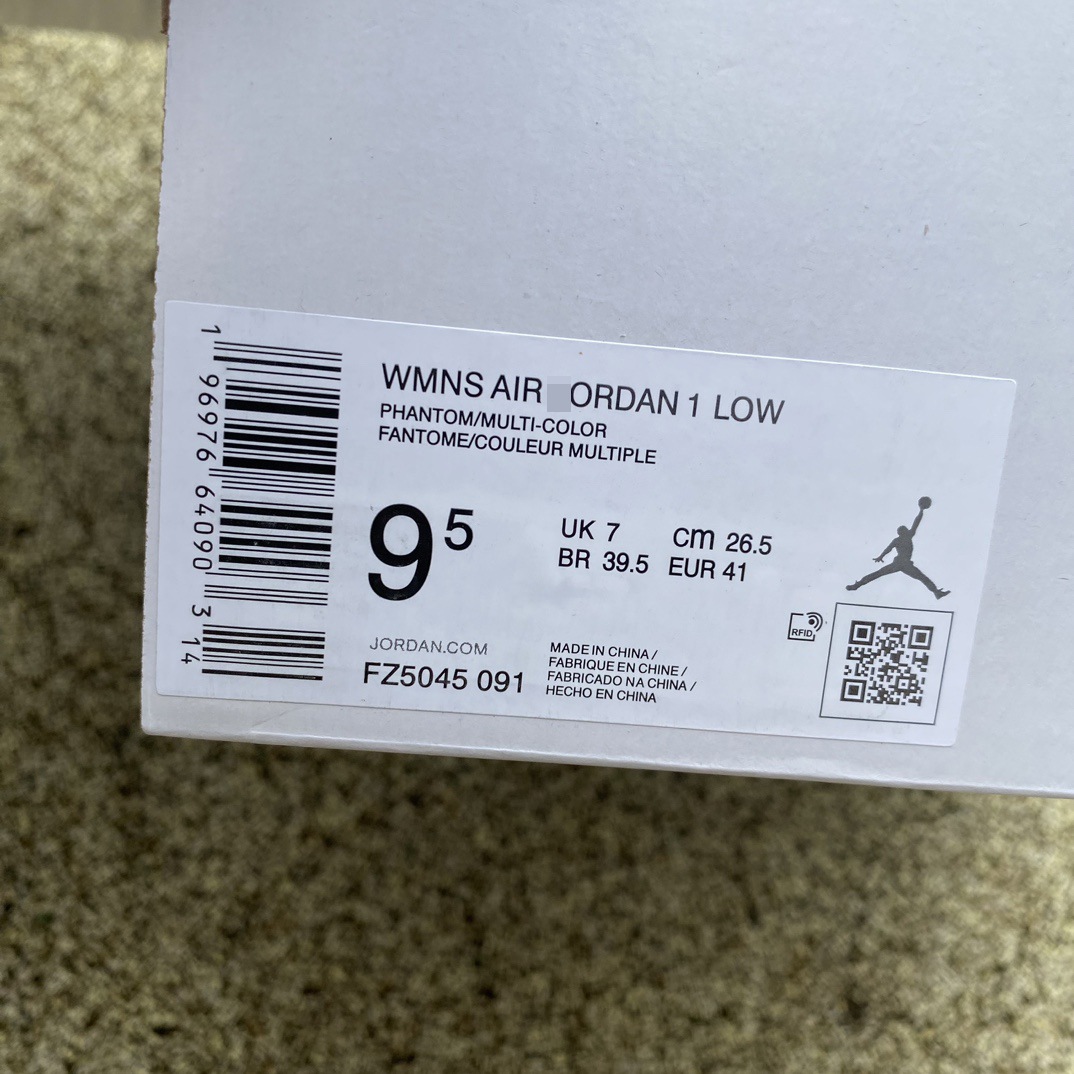 WMNS AIR ORDAN 1 LOW
PHANTOM/MULTI-COLOR
FANTOME/COULEUR MULTIPLE
9 5
UK 7 cm 26.5
BR 39.5 EUR 41
RFID
JORDAN.COM
FZ5045 091
MADE IN CHINA /
FABRIQUE EN CHINE /
FABRICADO NA CHINA /
HECHO EN CHINA
1 96976 64090 3 14